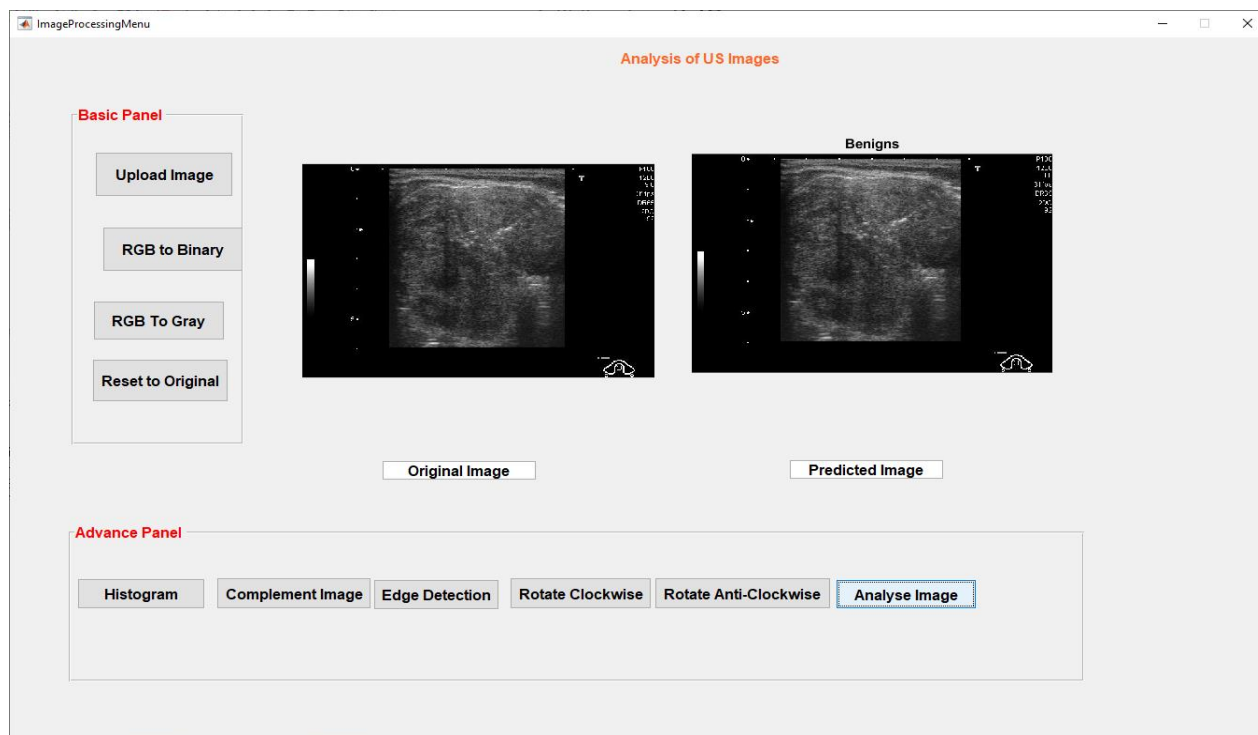 ImageProcessingMenu
Analysis of US Images
Basic Panel
Upload Image
RGB to Binary
RGB To Gray
Reset to Original
Benigns
Original Image
Predicted Image
Advance Panel
Histogram
Complement Image
Edge Detection
Rotate Clockwise
Rotate Anti-Clockwise
Analyse Image